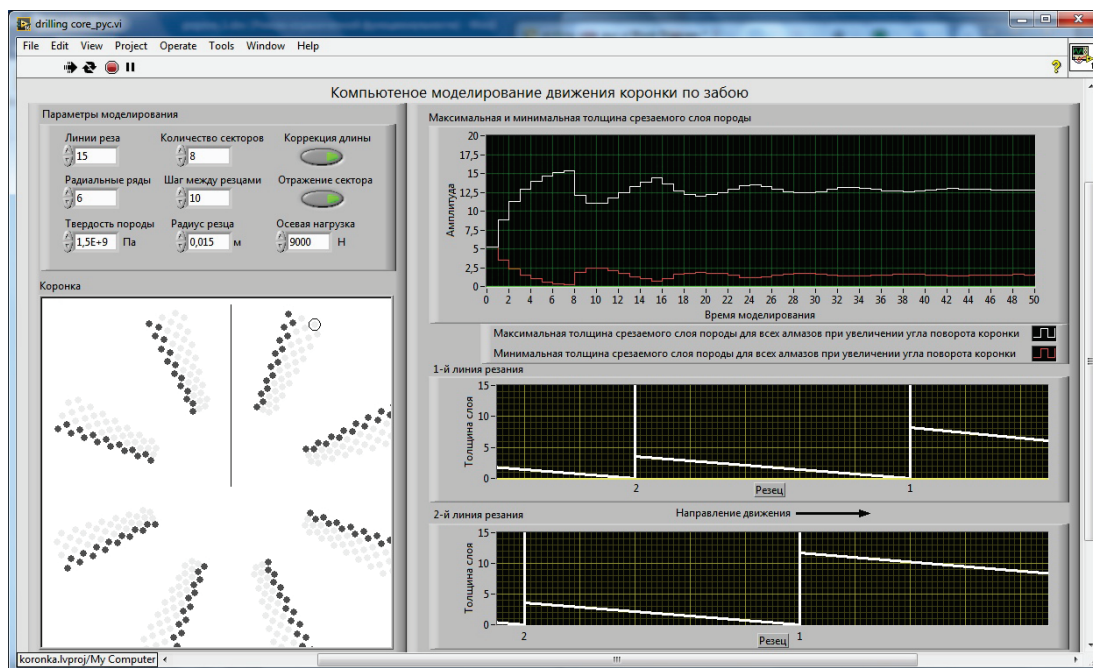 drilling core_рус.vi
File Edit View Project Operate Tools Window Help
Компьютеное моделирование движения коронки по забою
Параметры моделирования
Линии реза Количество секторов Коррекция длины
15 8
Радиальные ряды Шаг между резцами Отражение сектора
6 10
Твердость породы Радиус резца Осевая нагрузка
1,5E+9 Па 0,015 м 9000 Н
Коронка
Максимальная и минимальная толщина срезаемого слоя породы
Амплитуда
20
17,5
15
12,5
10
7,5
5
2,5
0
0 2 4 6 8 10 12 14 16 18 20 22 24 26 28 30 32 34 36 38 40 42 44 46 48 50
Время моделирования
Максимальная толщина срезаемого слоя породы для всех алмазов при увеличении угла поворота коронки
Минимальная толщина срезаемого слоя породы для всех алмазов при увеличении угла поворота коронки
1-й линия резания
Толщина слоя
15
10
5
0
2 Резец 1
2-й линия резания Направление движения
Толщина слоя
15
10
5
0
2 Резец 1
koronka.lvproj/My Computer